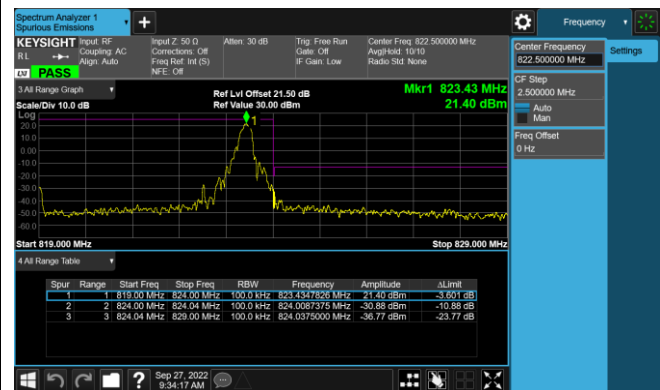 Spectrum Analyzer 1
Spurious Emissions
Frequency
KEYSIGHT
RL
LXI
PASS
Input: RF
Coupling: AC
Align: Auto
Input Z: 50 Ω
Corrections: Off
Freq Ref: Int (S)
NFE: Off
Atten: 30 dB
Trig: Free Run
Gate: Off
IF Gain: Low
Center Freq: 822.500000 MHz
Avg|Hold: 10/10
Radio Std: None
Center Frequency
822.500000 MHz
Settings
CF Step
2.500000 MHz
Auto
Man
Freq Offset
0 Hz
3 All Range Graph
Scale/Div 10.0 dB
Ref Lvl Offset 21.50 dB
Ref Value 30.00 dBm
Mkr1 823.43 MHz
21.40 dBm
Log
20.0
10.0
0.00
-10.0
-20.0
-30.0
-40.0
-50.0
-60.0
1
Start 819.000 MHz
Stop 829.000 MHz
4 All Range Table
Spur Range Start Freq Stop Freq RBW Frequency Amplitude ΔLimit
1 1 819.00 MHz 824.00 MHz 100.0 kHz 823.4347826 MHz 21.40 dBm -3.601 dB
2 2 824.00 MHz 824.04 MHz 100.0 kHz 824.0087375 MHz -30.88 dBm -10.88 dB
3 3 824.04 MHz 829.00 MHz 100.0 kHz 824.0375000 MHz -36.77 dBm -23.77 dB
?
Sep 27, 2022
9:34:17 AM